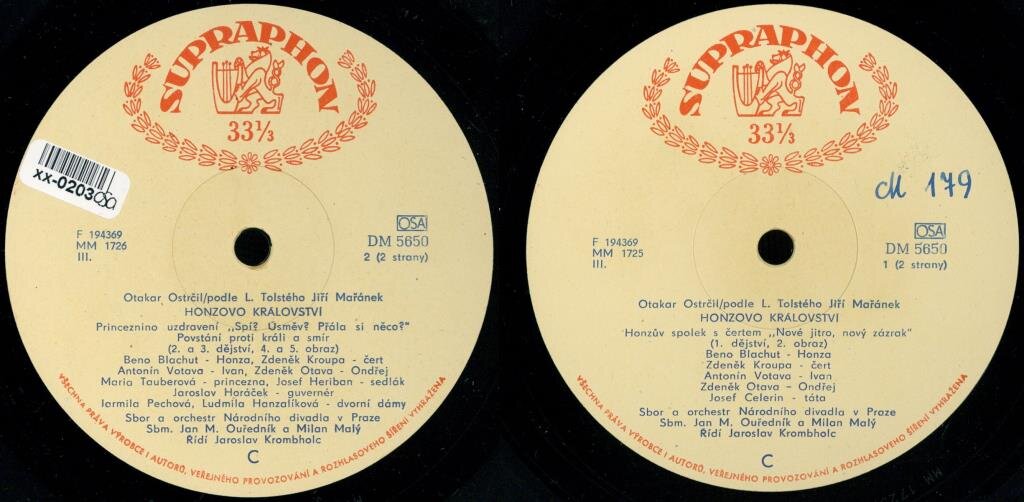 SUPRAPHON
33⅓
xx-0203
OSA
F 194369
MM 1726
III.
OSA
DM 5650
2 (2 strany)
Otakar Ostrčil/podle L. Tolstého Jiří Mařánek
HONZOVO KRÁLOVSTVÍ
Princeznino uzdravení „Spí? Úsměv? Přála si něco?"
Povstání proti králi a smír
(2. a 3. dějství, 4. a 5. obraz)
Beno Blachut - Honza, Zdeněk Kroupa - čert
Antonín Votava - Ivan, Zdeněk Otava - Ondřej
Maria Tauberová - princezna, Josef Heriban - sedlák
Jaroslav Horáček - guvernér
Jarmila Pechová, Ludmila Hanzalíková - dvorní dámy
Sbor a orchestr Národního divadla v Praze
Sbm. Jan M. Ouředník a Milan Malý
Řídí Jaroslav Krombholc
C
VŠECHNA PRÁVA VÝROBCE I AUTORŮ, VEŘEJNÉHO PROVOZOVÁNÍ A ROZHLASOVÉHO ŠÍŘENÍ VYHRAŽENA
SUPRAPHON
33⅓
čk 179
F 194369
MM 1725
III.
OSA
DM 5650
1 (2 strany)
Otakar Ostrčil/podle L. Tolstého Jiří Mařánek
HONZOVO KRÁLOVSTVÍ
Honzův spolek s čertem „Nové jitro, nový zázrak"
(1. dějství, 2. obraz)
Beno Blachut - Honza
Zdeněk Kroupa - čert
Antonín Votava - Ivan
Zdeněk Otava - Ondřej
Josef Celerin - táta
Sbor a orchestr Národního divadla v Praze
Sbm. Jan M. Ouředník a Milan Malý
Řídí Jaroslav Krombholc
C
VŠECHNA PRÁVA VÝROBCE I AUTORŮ, VEŘEJNÉHO PROVOZOVÁNÍ A ROZHLASOVÉHO ŠÍŘENÍ VYHRAŽENA